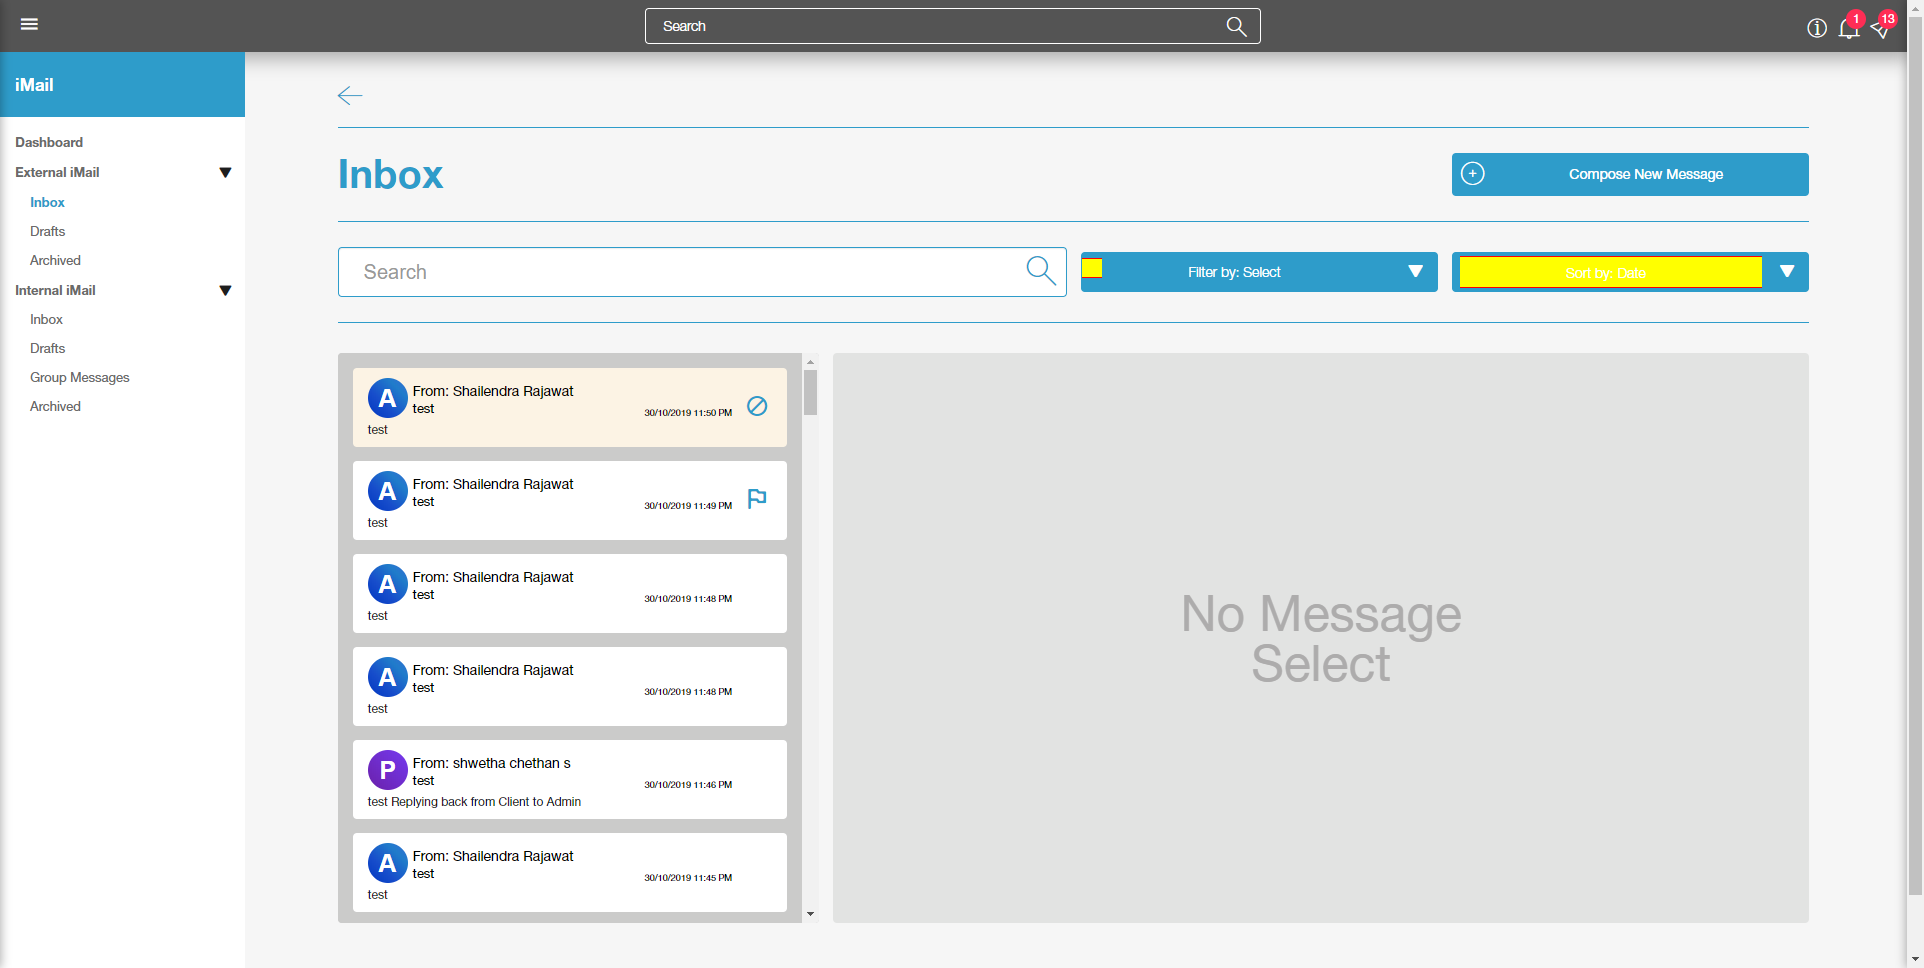 Search
1
13
iMail
Dashboard
External iMail
Inbox
Drafts
Archived
Internal iMail
Inbox
Drafts
Group Messages
Archived
Inbox
Compose New Message
Search
Filter by: Select
Sort by: Date
A
From: Shailendra Rajawat
test
30/10/2019 11:50 PM
test
A
From: Shailendra Rajawat
test
30/10/2019 11:49 PM
test
A
From: Shailendra Rajawat
test
30/10/2019 11:48 PM
test
A
From: Shailendra Rajawat
test
30/10/2019 11:48 PM
test
P
From: shwetha chethan s
test
30/10/2019 11:46 PM
test Replying back from Client to Admin
A
From: Shailendra Rajawat
test
30/10/2019 11:45 PM
test
No Message
Select